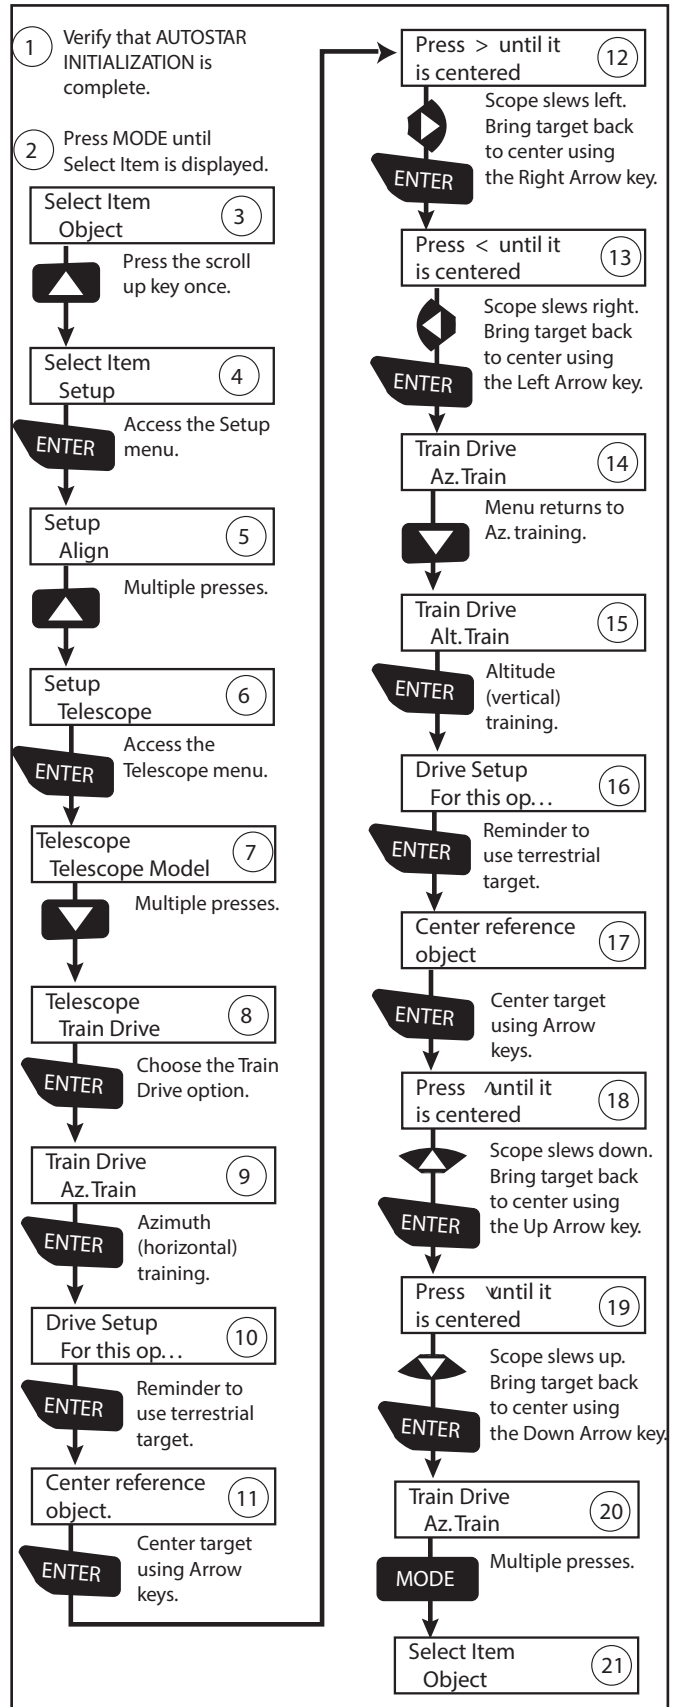 1
Verify that AUTOSTAR
INITIALIZATION is
complete.
2
Press MODE until
Select Item is displayed.
Select Item
Object
3
Press the scroll
up key once.
Select Item
Setup
4
ENTER
Access the Setup
menu.
Setup
Align
5
Multiple presses.
Setup
Telescope
6
ENTER
Access the
Telescope menu.
Telescope
Telescope Model
7
Multiple presses.
Telescope
Train Drive
8
ENTER
Choose the Train
Drive option.
Train Drive
Az. Train
9
ENTER
Azimuth
(horizontal)
training.
Drive Setup
For this op...
10
ENTER
Reminder to
use terrestrial
target.
Center reference
object.
11
ENTER
Center target
using Arrow
keys.
Press > until it
is centered
12
Scope slews left.
Bring target back
to center using
the Right Arrow key.
ENTER
Press < until it
is centered
13
Scope slews right.
Bring target back
to center using
the Left Arrow key.
ENTER
Train Drive
Az. Train
14
Menu returns to
Az. training.
Train Drive
Alt. Train
15
ENTER
Altitude
(vertical)
training.
Drive Setup
For this op...
16
ENTER
Reminder to
use terrestrial
target.
Center reference
object
17
ENTER
Center target
using Arrow
keys.
Press ^ until it
is centered
18
Scope slews down.
Bring target back
to center using
the Up Arrow key.
ENTER
Press v until it
is centered
19
Scope slews up.
Bring target back
to center using
the Down Arrow key.
ENTER
Train Drive
Az. Train
20
MODE
Multiple presses.
Select Item
Object
21